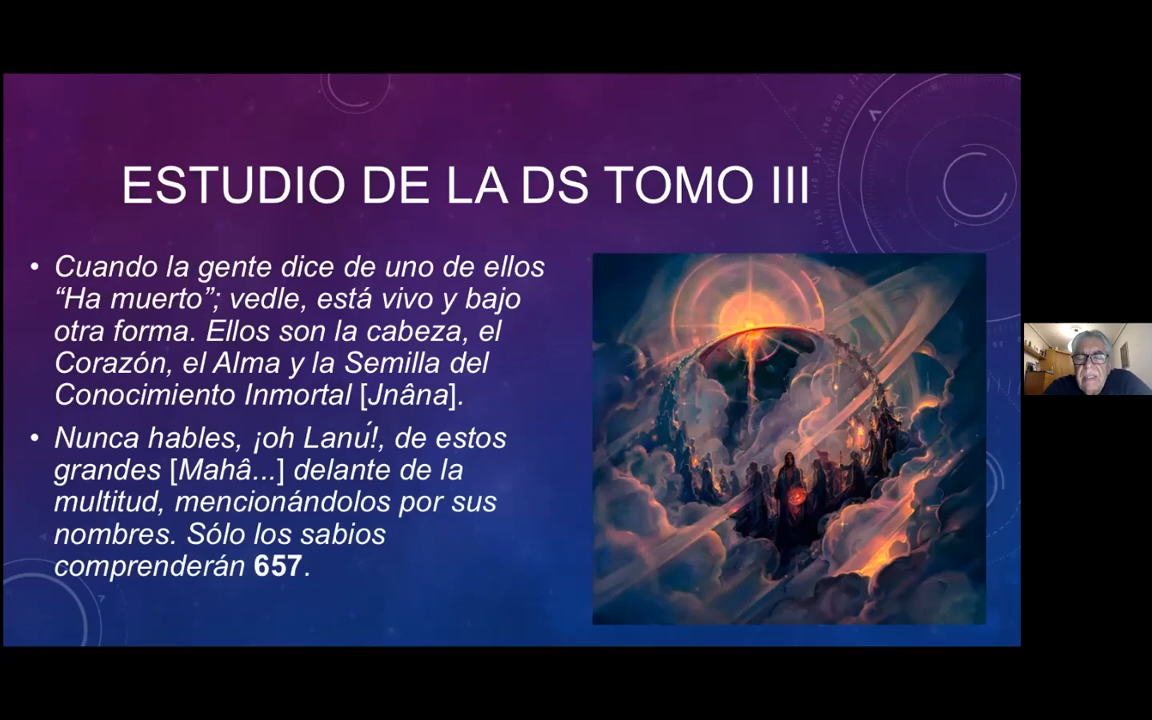 ESTUDIO DE LA DS TOMO III
• Cuando la gente dice de uno de ellos
“Ha muerto”; vedle, está vivo y bajo
otra forma. Ellos son la cabeza, el
Corazón, el Alma y la Semilla del
Conocimiento Inmortal [Jnâna].
• Nunca hables, ¡oh Lanú!, de estos
grandes [Mahâ...] delante de la
multitud, mencionándolos por sus
nombres. Sólo los sabios
comprenderán 657.